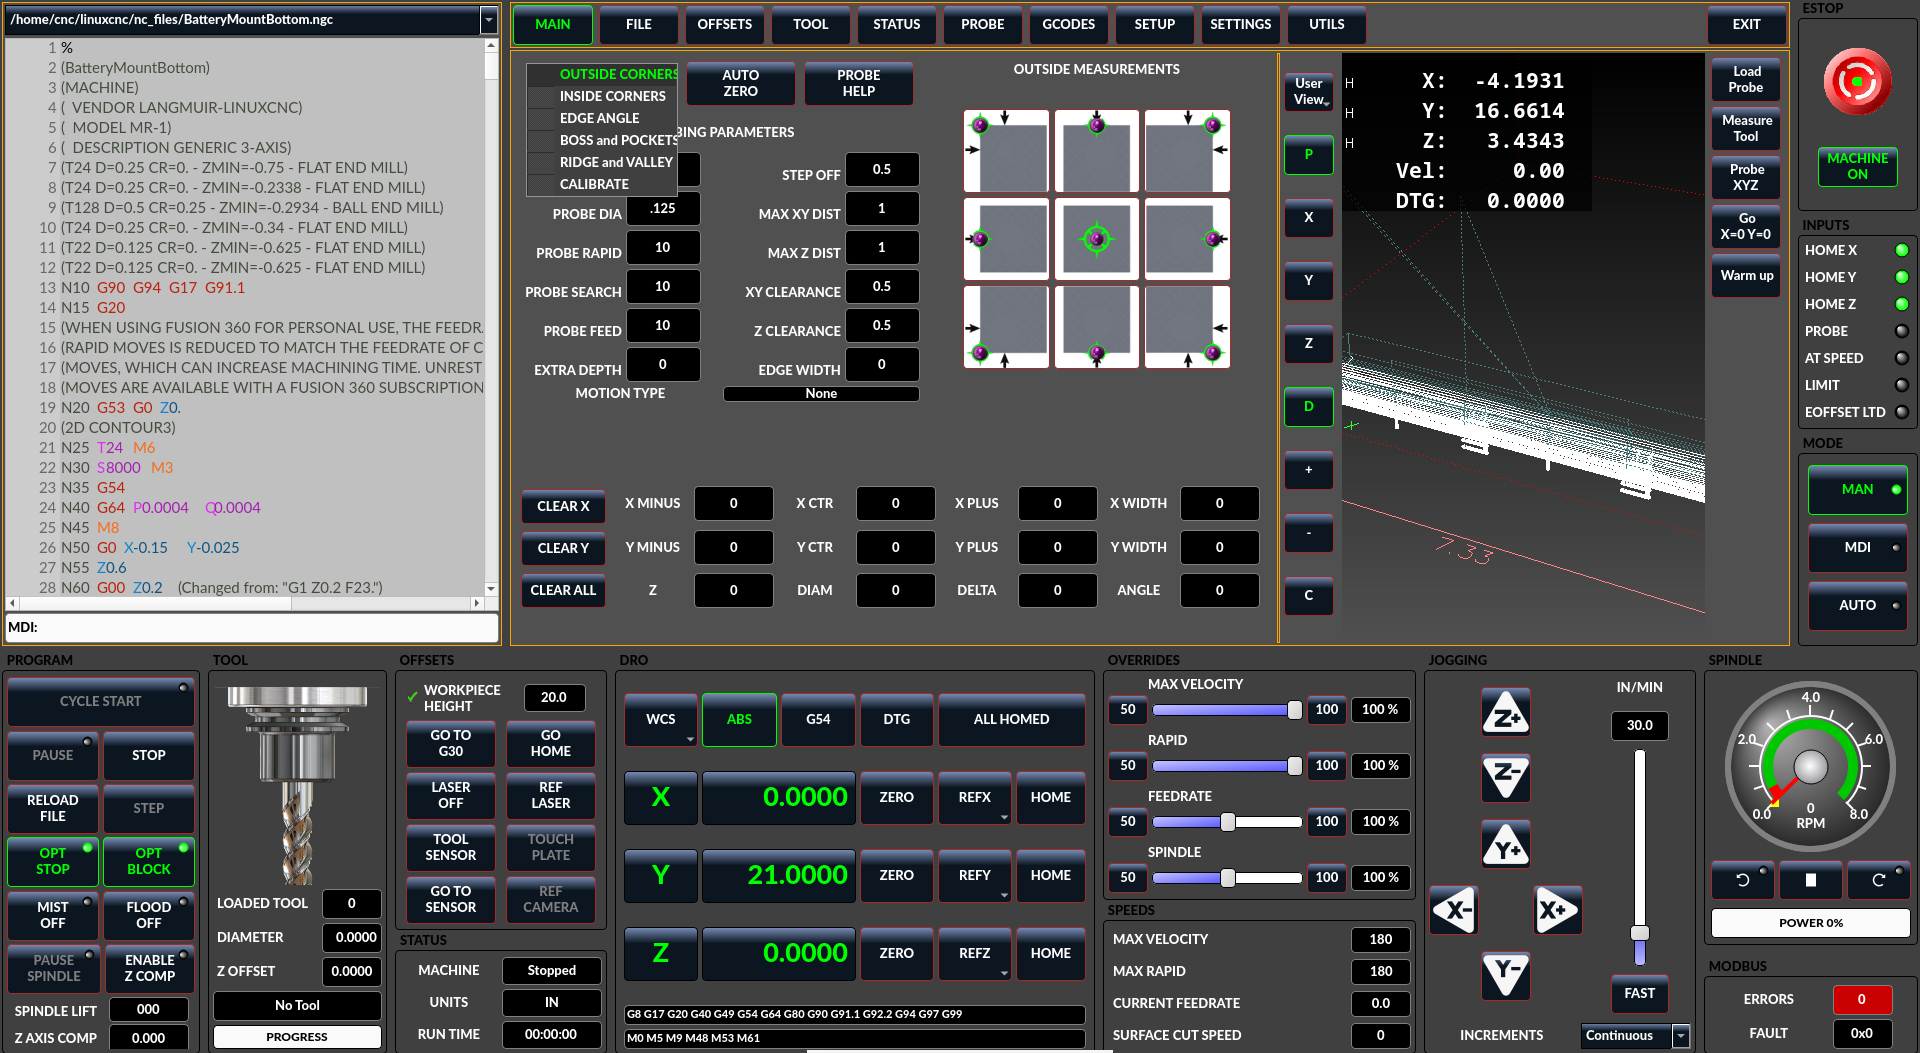 /home/cnc/linuxcnc/nc_files/BatteryMountBottom.ngc
1 %
2 (BatteryMountBottom)
3 (MACHINE)
4 (  VENDOR LANGMUIR-LINUXCNC)
5 (  MODEL MR-1)
6 (  DESCRIPTION GENERIC 3-AXIS)
7 (T24 D=0.25 CR=0. - ZMIN=-0.75 - FLAT END MILL)
8 (T24 D=0.25 CR=0. - ZMIN=-0.2338 - FLAT END MILL)
9 (T128 D=0.5 CR=0.25 - ZMIN=-0.2934 - BALL END MILL)
10 (T24 D=0.25 CR=0. - ZMIN=-0.34 - FLAT END MILL)
11 (T22 D=0.125 CR=0. - ZMIN=-0.625 - FLAT END MILL)
12 (T22 D=0.125 CR=0. - ZMIN=-0.625 - FLAT END MILL)
13 N10 G90 G94 G17 G91.1
14 N15 G20
15 (WHEN USING FUSION 360 FOR PERSONAL USE, THE FEEDR
16 (RAPID MOVES IS REDUCED TO MATCH THE FEEDRATE OF C
17 (MOVES, WHICH CAN INCREASE MACHINING TIME. UNREST
18 (MOVES ARE AVAILABLE WITH A FUSION 360 SUBSCRIPTION
19 N20 G53 G0 Z0.
20 (2D CONTOUR3)
21 N25 T24 M6
22 N30 S8000 M3
23 N35 G54
24 N40 G64 P0.0004 Q0.0004
25 N45 M8
26 N50 G0 X-0.15 Y-0.025
27 N55 Z0.6
28 N60 G00 Z0.2 (Changed from: "G1 Z0.2 F23.")
MDI:
MAIN FILE OFFSETS TOOL STATUS PROBE GCODES SETUP SETTINGS UTILS EXIT
OUTSIDE CORNERS
INSIDE CORNERS
EDGE ANGLE
BOSS and POCKETS
RIDGE and VALLEY
CALIBRATE
AUTO ZERO
PROBE HELP
BING PARAMETERS
STEP OFF 0.5
PROBE DIA .125 MAX XY DIST 1
PROBE RAPID 10 MAX Z DIST 1
PROBE SEARCH 10 XY CLEARANCE 0.5
PROBE FEED 10 Z CLEARANCE 0.5
EXTRA DEPTH 0 EDGE WIDTH 0
MOTION TYPE None
OUTSIDE MEASUREMENTS
CLEAR X X MINUS 0 X CTR 0 X PLUS 0 X WIDTH 0
CLEAR Y Y MINUS 0 Y CTR 0 Y PLUS 0 Y WIDTH 0
CLEAR ALL Z 0 DIAM 0 DELTA 0 ANGLE 0
User View
P
X
Y
Z
D
+
-
C
H X: -4.1931
H Y: 16.6614
H Z: 3.4343
Vel: 0.00
DTG: 0.0000
7.33
Load Probe
Measure Tool
Probe XYZ
Go X=0 Y=0
Warm up
ESTOP
MACHINE ON
INPUTS
HOME X
HOME Y
HOME Z
PROBE
AT SPEED
LIMIT
EOFFSET LTD
MODE
MAN
MDI
AUTO
PROGRAM
CYCLE START
PAUSE STOP
RELOAD FILE STEP
OPT STOP OPT BLOCK
MIST OFF FLOOD OFF
PAUSE SPINDLE ENABLE Z COMP
SPINDLE LIFT 000
Z AXIS COMP 0.000
TOOL
LOADED TOOL 0
DIAMETER 0.0000
Z OFFSET 0.0000
No Tool
PROGRESS
OFFSETS
WORKPIECE HEIGHT 20.0
GO TO G30 GO HOME
LASER OFF REF LASER
TOOL SENSOR TOUCH PLATE
GO TO SENSOR REF CAMERA
STATUS
MACHINE Stopped
UNITS IN
RUN TIME 00:00:00
DRO
WCS ABS G54 DTG ALL HOMED
X 0.0000 ZERO REFX HOME
Y 21.0000 ZERO REFY HOME
Z 0.0000 ZERO REFZ HOME
G8 G17 G20 G40 G49 G54 G64 G80 G90 G91.1 G92.2 G94 G97 G99
M0 M5 M9 M48 M53 M61
OVERRIDES
MAX VELOCITY
50 100 100 %
RAPID
50 100 100 %
FEEDRATE
50 100 100 %
SPINDLE
50 100 100 %
SPEEDS
MAX VELOCITY 180
MAX RAPID 180
CURRENT FEEDRATE 0.0
SURFACE CUT SPEED 0
JOGGING
Z+
Z-
Y+
X- X+
Y-
IN/MIN
30.0
FAST
INCREMENTS Continuous
SPINDLE
4.0
2.0 6.0
0.0 0 8.0
RPM
POWER 0%
MODBUS
ERRORS 0
FAULT 0x0